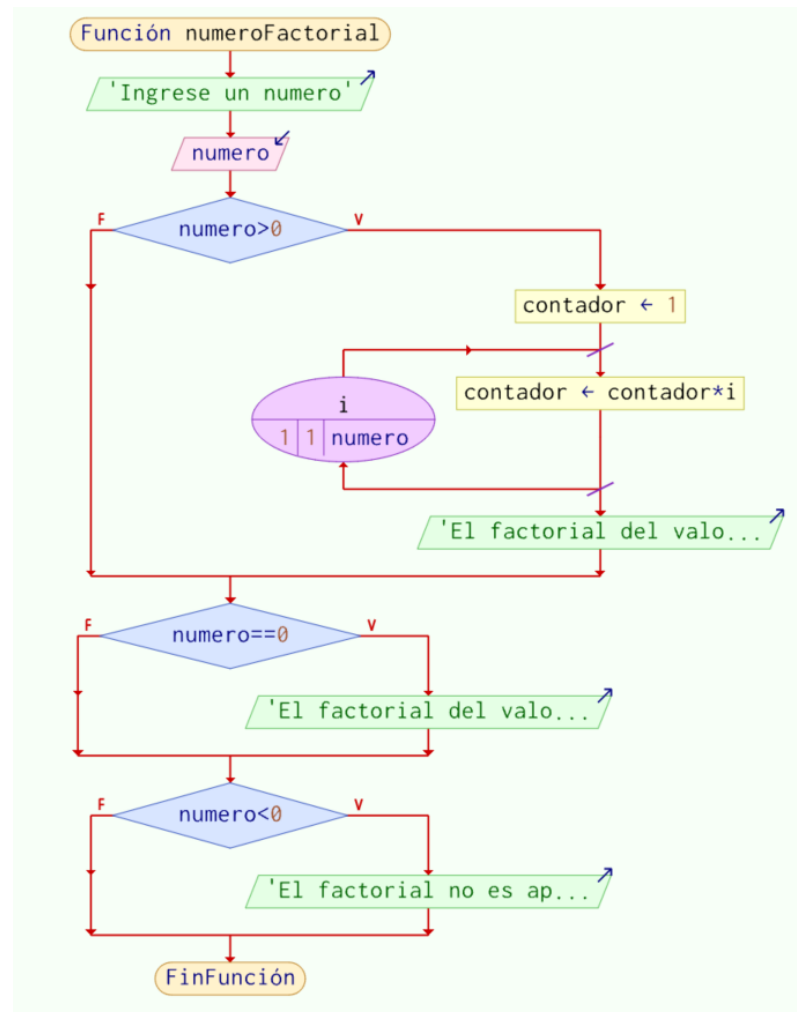 Función numeroFactorial
'Ingrese un numero'
numero
numero>0
F
V
contador ← 1
i
1 1 numero
contador ← contador*i
'El factorial del valo...
numero==0
F
V
'El factorial del valo...
numero<0
F
V
'El factorial no es ap...
FinFunción